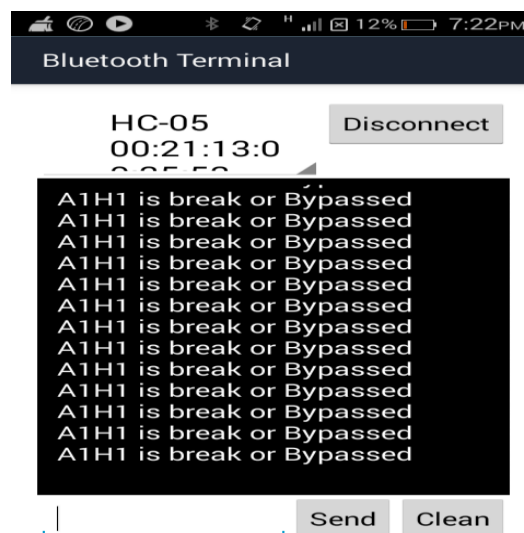 H 12% 7:22PM
Bluetooth Terminal
HC-05
Disconnect
00:21:13:0
A1H1 is break or Bypassed
A1H1 is break or Bypassed
A1H1 is break or Bypassed
A1H1 is break or Bypassed
A1H1 is break or Bypassed
A1H1 is break or Bypassed
A1H1 is break or Bypassed
A1H1 is break or Bypassed
A1H1 is break or Bypassed
A1H1 is break or Bypassed
A1H1 is break or Bypassed
A1H1 is break or Bypassed
A1H1 is break or Bypassed
Send Clean